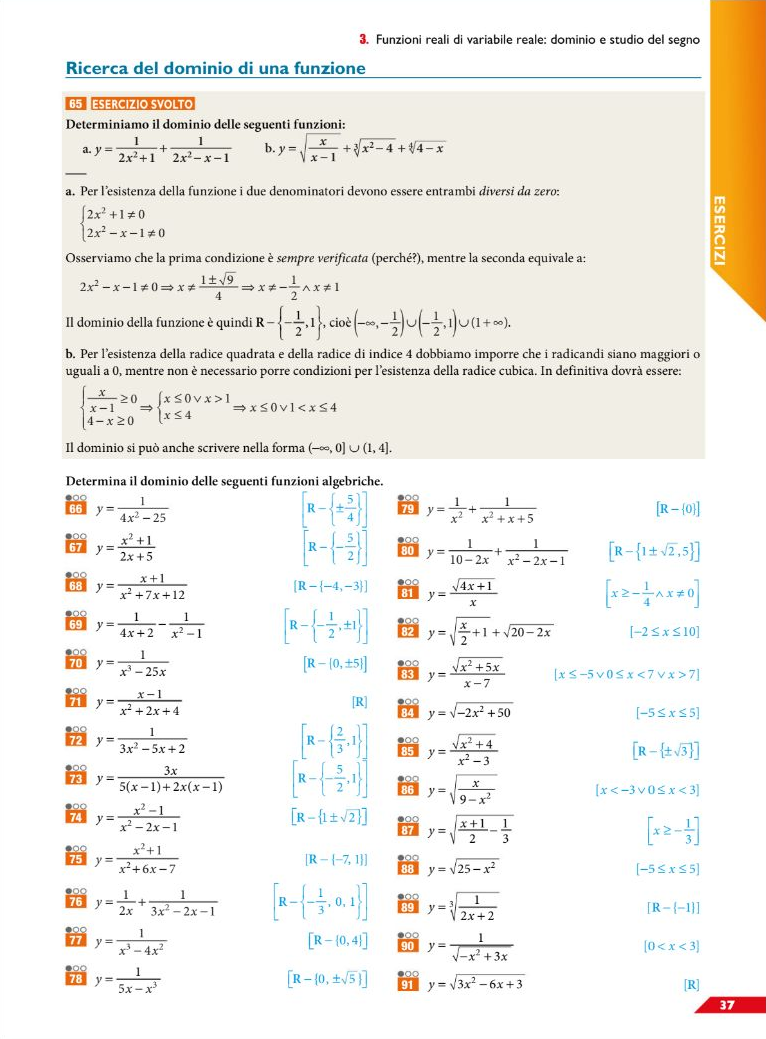 3. Funzioni reali di variabile reale: dominio e studio del segno
Ricerca del dominio di una funzione
65 ESERCIZIO SVOLTO
Determiniamo il dominio delle seguenti funzioni:
a. y = 1/(2x²+1) + 1/(2x²−x−1) b. y = √(x/(x−1)) + ∛(x²−4) + ∜(4−x)
a. Per l'esistenza della funzione i due denominatori devono essere entrambi diversi da zero:
{2x² + 1 ≠ 0
{2x² − x − 1 ≠ 0
Osserviamo che la prima condizione è sempre verificata (perché?), mentre la seconda equivale a:
2x² − x − 1 ≠ 0 ⇒ x ≠ (1±√9)/4 ⇒ x ≠ −1/2 ∧ x ≠ 1
Il dominio della funzione è quindi R − {−1/2, 1}, cioè (−∞, −1/2) ∪ (−1/2, 1) ∪ (1 + ∞).
b. Per l'esistenza della radice quadrata e della radice di indice 4 dobbiamo imporre che i radicandi siano maggiori o
uguali a 0, mentre non è necessario porre condizioni per l'esistenza della radice cubica. In definitiva dovrà essere:
{x/(x−1) ≥ 0 ⇒ {x ≤ 0 ∨ x > 1 ⇒ x ≤ 0 ∨ 1 < x ≤ 4
{4 − x ≥ 0 {x ≤ 4
Il dominio si può anche scrivere nella forma (−∞, 0] ∪ (1, 4].
Determina il dominio delle seguenti funzioni algebriche.
66 y = 1/(4x² − 25) [R − {±5/4}]
67 y = (x² + 1)/(2x + 5) [R − {−5/2}]
68 y = (x + 1)/(x² + 7x + 12) [R − {−4, −3}]
69 y = 1/(4x + 2) − 1/(x² − 1) [R − {−1/2, ±1}]
70 y = 1/(x³ − 25x) [R − {0, ±5}]
71 y = (x − 1)/(x² + 2x + 4) [R]
72 y = 1/(3x² − 5x + 2) [R − {2/3, 1}]
73 y = 3x/(5(x − 1) + 2x(x − 1)) [R − {−5/2, 1}]
74 y = (x² − 1)/(x² − 2x − 1) [R − {1 ± √2}]
75 y = (x² + 1)/(x² + 6x − 7) [R − {−7, 1}]
76 y = 1/(2x) + 1/(3x² − 2x − 1) [R − {−1/3, 0, 1}]
77 y = 1/(x³ − 4x²) [R − {0, 4}]
78 y = 1/(5x − x³) [R − {0, ±√5}]
79 y = 1/x² + 1/(x² + x + 5) [R − {0}]
80 y = 1/(10 − 2x) + 1/(x² − 2x − 1) [R − {1 ± √2, 5}]
81 y = √(4x + 1)/x [x ≥ −1/4 ∧ x ≠ 0]
82 y = √(x/2 + 1) + √(20 − 2x) [−2 ≤ x ≤ 10]
83 y = √(x² + 5x)/(x − 7) [x ≤ −5 ∨ 0 ≤ x < 7 ∨ x > 7]
84 y = √(−2x² + 50) [−5 ≤ x ≤ 5]
85 y = √(x² + 4)/(x² − 3) [R − {±√3}]
86 y = √(x/(9 − x²)) [x < −3 ∨ 0 ≤ x < 3]
87 y = √((x + 1)/2 − 1/3) [x ≥ −1/3]
88 y = √(25 − x²) [−5 ≤ x ≤ 5]
89 y = ∛(1/(2x + 2)) [R − {−1}]
90 y = 1/√(−x² + 3x) [0 < x < 3]
91 y = √(3x² − 6x + 3) [R]
ESERCIZI
37